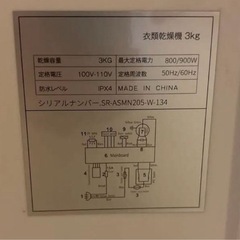 衣類乾燥機 3kg
乾燥容量 3KG 最大定格電力 800/900W
定格電圧 100V-110V 定格周波数 50Hz/60Hz
防水レベル IPX4 MADE IN CHINA
シリアルナンバー.SR-ASMN205-W-134